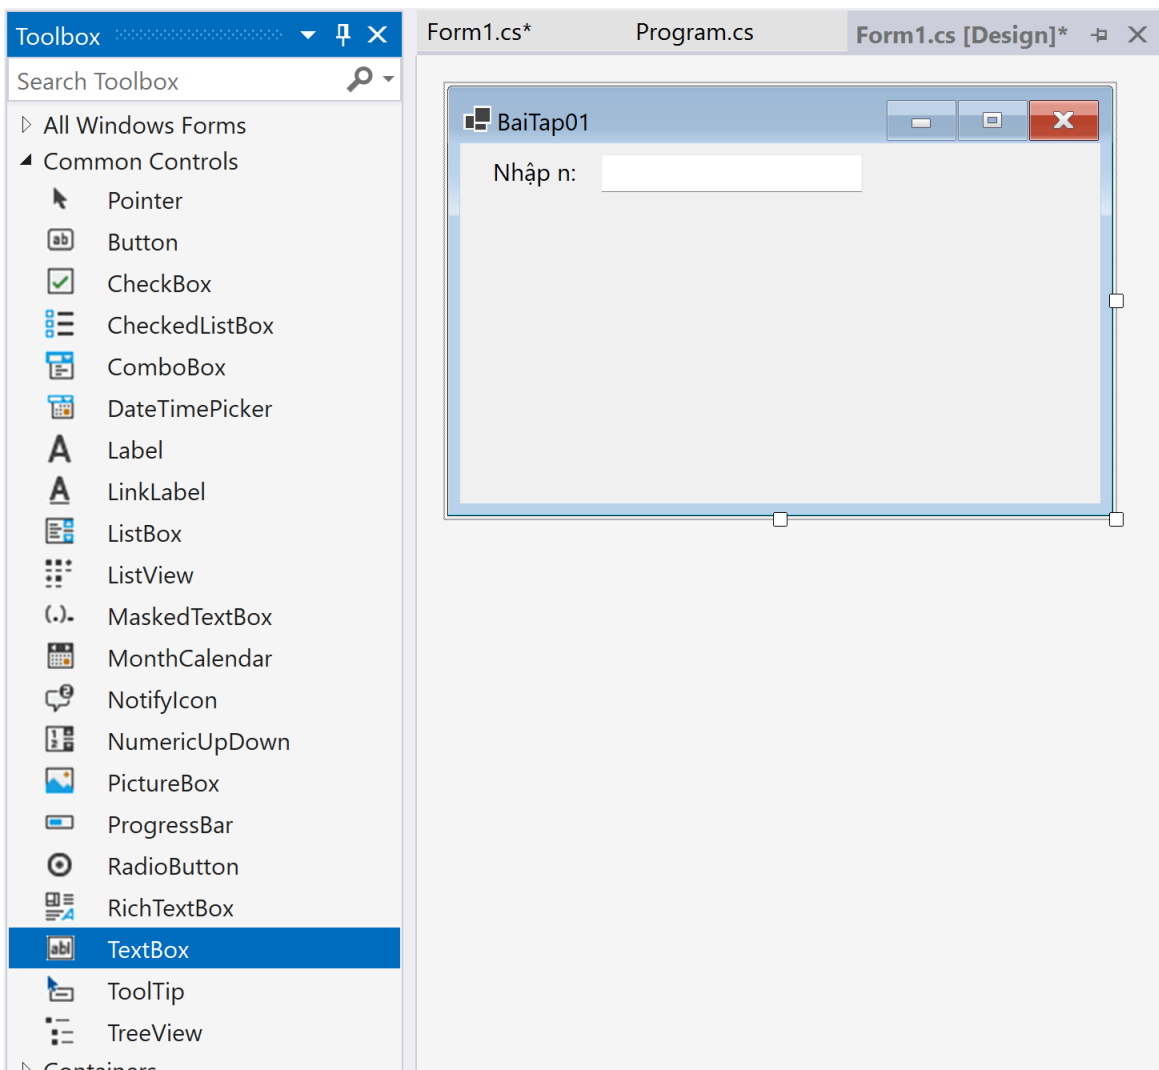 Toolbox
Search Toolbox
All Windows Forms
Common Controls
Pointer
Button
CheckBox
CheckedListBox
ComboBox
DateTimePicker
Label
LinkLabel
ListBox
ListView
MaskedTextBox
MonthCalendar
NotifyIcon
NumericUpDown
PictureBox
ProgressBar
RadioButton
RichTextBox
TextBox
ToolTip
TreeView
Containers
Form1.cs* Program.cs Form1.cs [Design]*
BaiTap01
Nhập n: